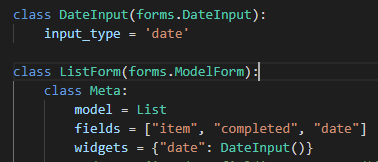 class DateInput(forms.DateInput):
    input_type = 'date'

class ListForm(forms.ModelForm):
    class Meta:
        model = List
        fields = ["item", "completed", "date"]
        widgets = {"date": DateInput()}